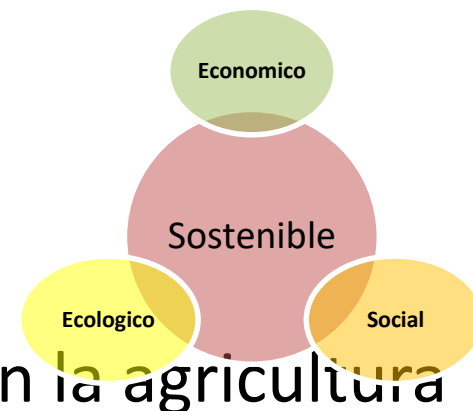 Economico
Sostenible
Ecologico
Social
n la agricultura